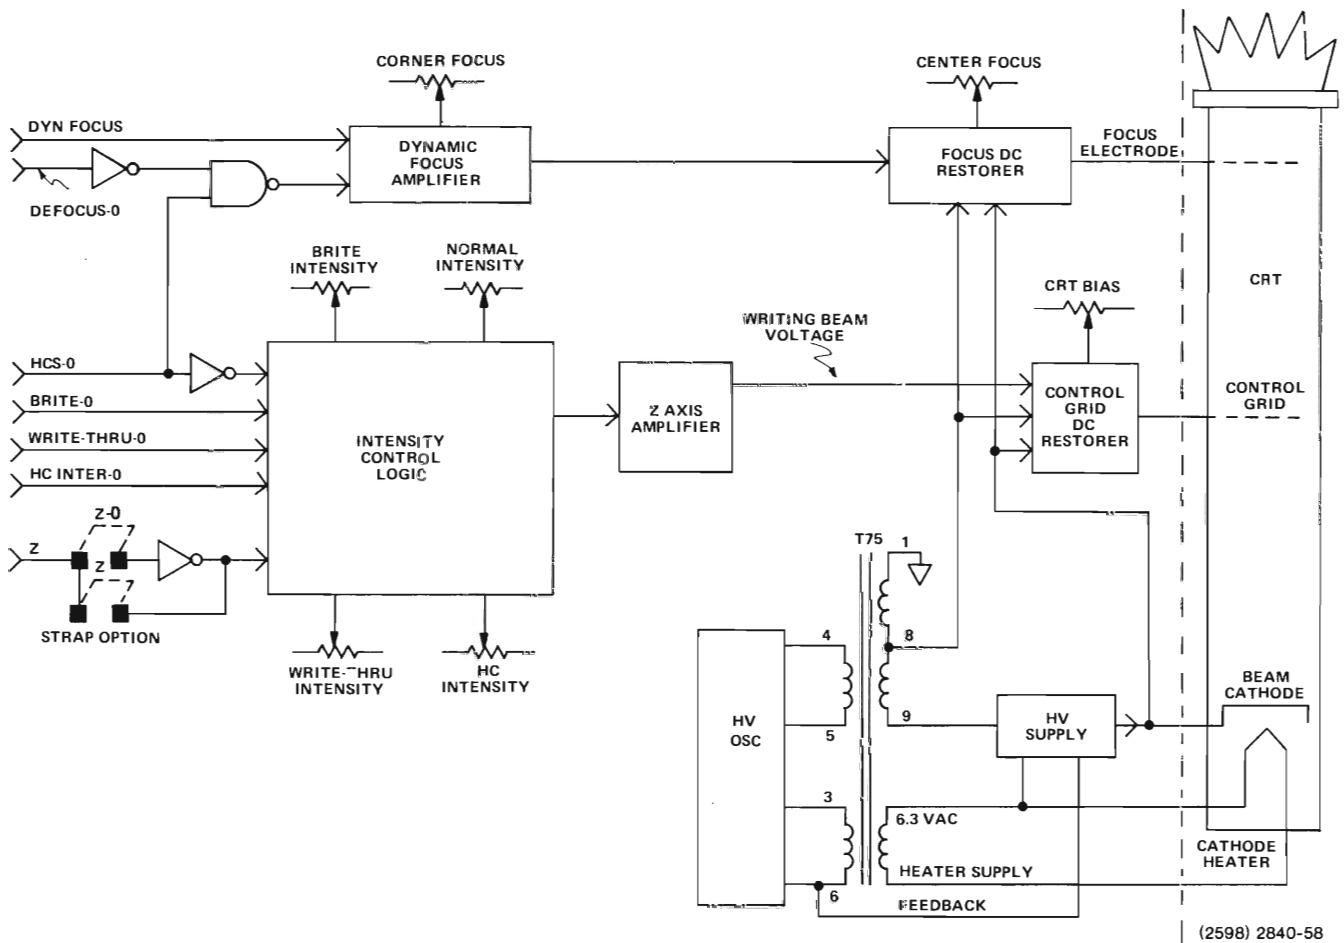 CORNER FOCUS
CENTER FOCUS
DYN FOCUS
DYNAMIC
FOCUS
AMPLIFIER
FOCUS DC
RESTORER
FOCUS
ELECTRODE
DEFOCUS-0
BRITE
INTENSITY
NORMAL
INTENSITY
CRT BIAS
CRT
WRITING BEAM
VOLTAGE
HCS-0
BRITE-0
WRITE-THRU-0
HC INTER-0
INTENSITY
CONTROL
LOGIC
Z AXIS
AMPLIFIER
CONTROL
GRID
DC
RESTORER
CONTROL
GRID
Z-0
Z
Z
STRAP OPTION
WRITE-THRU
INTENSITY
HC
INTENSITY
T75
1
4
8
5
9
HV
OSC
HV
SUPPLY
BEAM
CATHODE
3
6.3 VAC
6
HEATER SUPPLY
FEEDBACK
CATHODE
HEATER
(2598) 2840-58